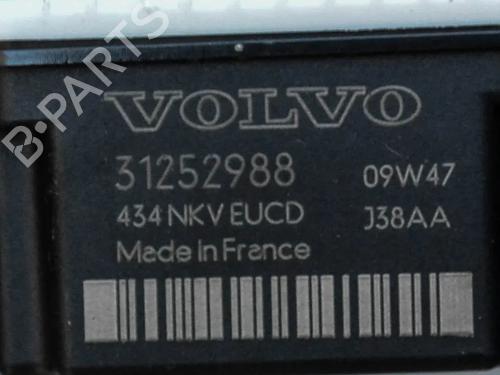 VOLVO
31252988 09W47
434 NKV EUCD J38AA
Made in France
B-PARTS